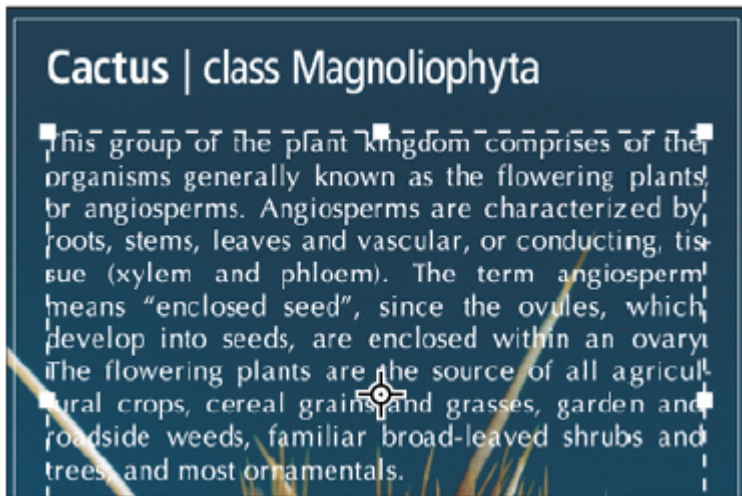 Cactus | class Magnoliophyta
This group of the plant kingdom comprises of the
organisms generally known as the flowering plants,
or angiosperms. Angiosperms are characterized by
roots, stems, leaves and vascular, or conducting, tis-
sue (xylem and phloem). The term angiosperm
means “enclosed seed”, since the ovules, which
develop into seeds, are enclosed within an ovary.
The flowering plants are the source of all agricul-
tural crops, cereal grains and grasses, garden and
roadside weeds, familiar broad-leaved shrubs and
trees, and most ornamentals.